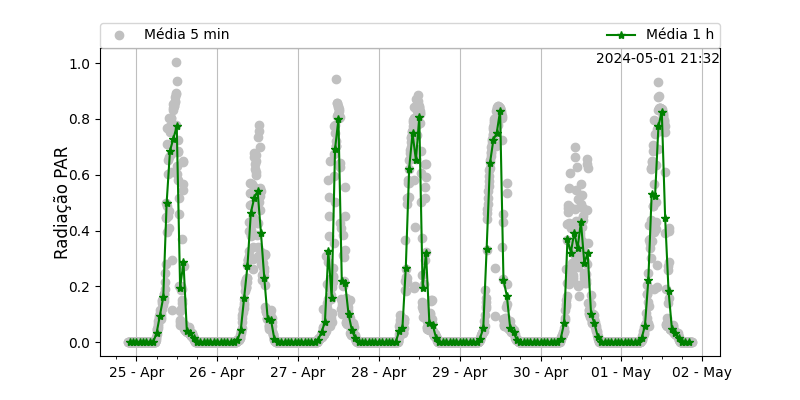 Média 5 min
Média 1 h
2024-05-01 21:32
Radiação PAR
1.0
0.8
0.6
0.4
0.2
0.0
25 - Apr
26 - Apr
27 - Apr
28 - Apr
29 - Apr
30 - Apr
01 - May
02 - May